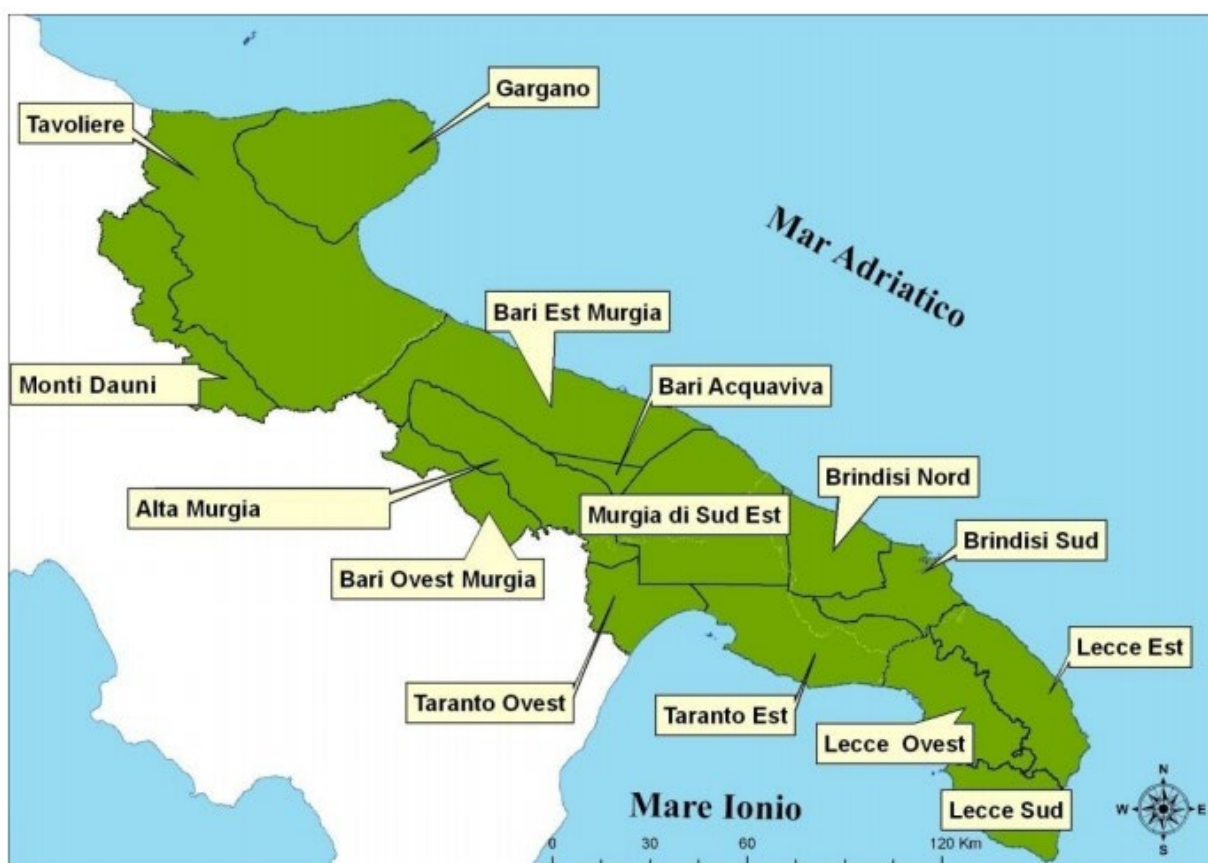 Gargano
Tavoliere
Mar Adriatico
Bari Est Murgia
Monti Dauni
Bari Acquaviva
Brindisi Nord
Alta Murgia
Murgia di Sud Est
Brindisi Sud
Bari Ovest Murgia
Lecce Est
Taranto Ovest
Taranto Est
Lecce Ovest
Mare Ionio
Lecce Sud
N
W E
S
0 30 60 120 Km